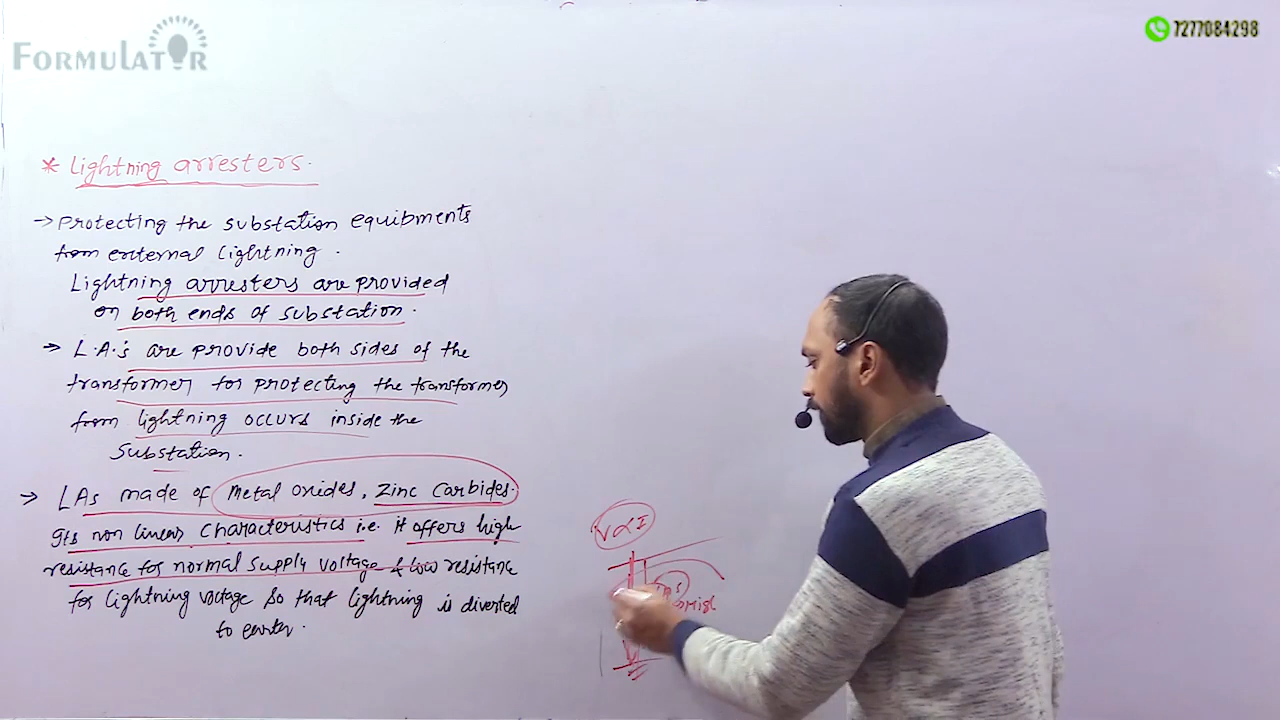 FORMULATOR
7277084298
* Lightning arresters.
→ Protecting the substation equibments
from external lightning.
Lightning arresters are provided
on both ends of substation.
→ L.A.'s are provide both sides of the
transformer for protecting the transformer
from lightning occurs inside the
Substation.
→ LAs made of Metal oxides, Zinc Carbides.
Its non linear characteristics i.e. it offers high
resistance for normal supply voltage & low resistance
for lightning voltage so that lightning is diverted
to earth.
V∝I
High